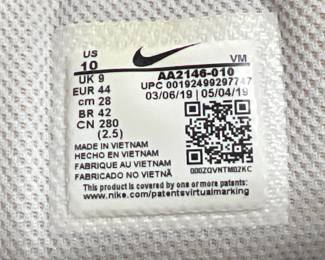 US
10
VM
UK 9
EUR 44
cm 28
BR 42
CN 280
(2.5)
AA2146-010
UPC 00192499297747
03/06/19 | 05/04/19
MADE IN VIETNAM
HECHO EN VIETNAM
FABRIQUE AU VIETNAM
FABRICADO NO VIETNÃ
000ZQVNTM02KC
This product is covered by one or more patents:
www.nike.com/patentsvirtualmarking